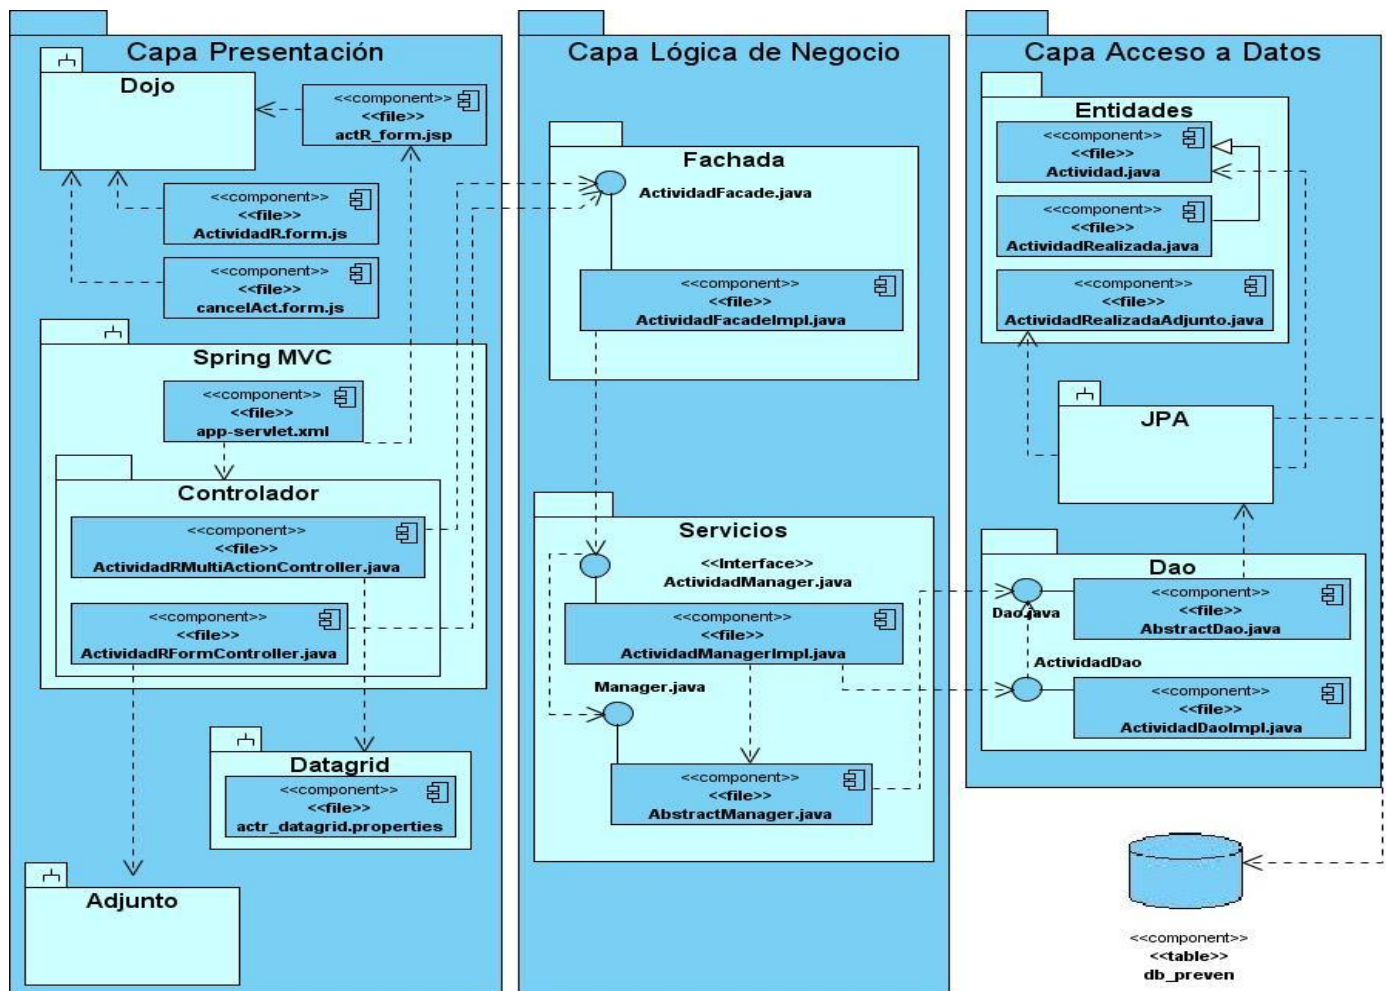 Capa Presentación
Dojo
<<component>>
<<file>>
actR_form.jsp
<<component>>
<<file>>
ActividadR.form.js
<<component>>
<<file>>
cancelAct.form.js
Spring MVC
<<component>>
<<file>>
app-servlet.xml
Controlador
<<component>>
<<file>>
ActividadRMultiActionController.java
<<component>>
<<file>>
ActividadRFormController.java
Datagrid
<<component>>
<<file>>
actr_datagrid.properties
Adjunto
Capa Lógica de Negocio
Fachada
ActividadFacade.java
<<component>>
<<file>>
ActividadFacadeImpl.java
Servicios
<<Interface>>
ActividadManager.java
<<component>>
<<file>>
ActividadManagerImpl.java
Manager.java
<<component>>
<<file>>
AbstractManager.java
Capa Acceso a Datos
Entidades
<<component>>
<<file>>
Actividad.java
<<component>>
<<file>>
ActividadRealizada.java
<<component>>
<<file>>
ActividadRealizadaAdjunto.java
JPA
Dao
Dao.java
<<component>>
<<file>>
AbstractDao.java
ActividadDao
<<component>>
<<file>>
ActividadDaoImpl.java
<<component>>
<<table>>
db_preven